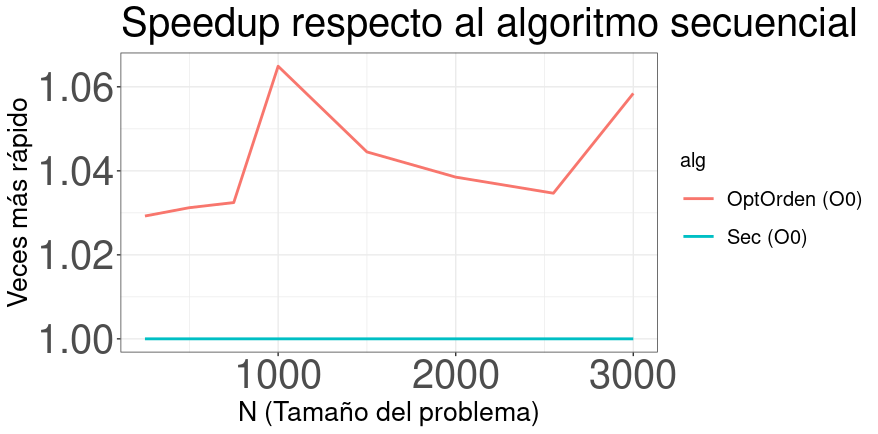 Speedup respecto al algoritmo secuencial
Veces más rápido
1.06
1.04
1.02
1.00
1000 2000 3000
N (Tamaño del problema)
alg
OptOrden (O0)
Sec (O0)